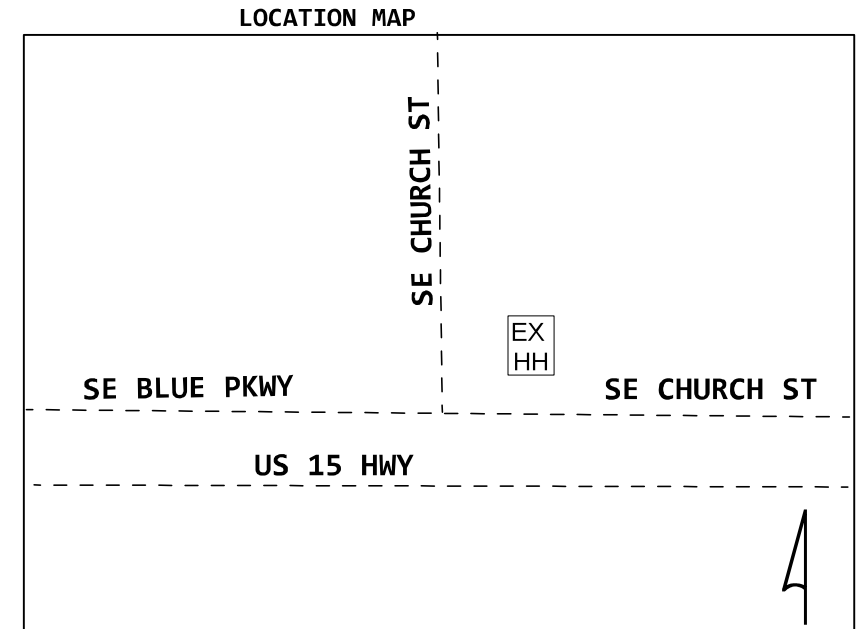 LOCATION MAP
SE CHURCH ST
EX
HH
SE BLUE PKWY
SE CHURCH ST
US 15 HWY